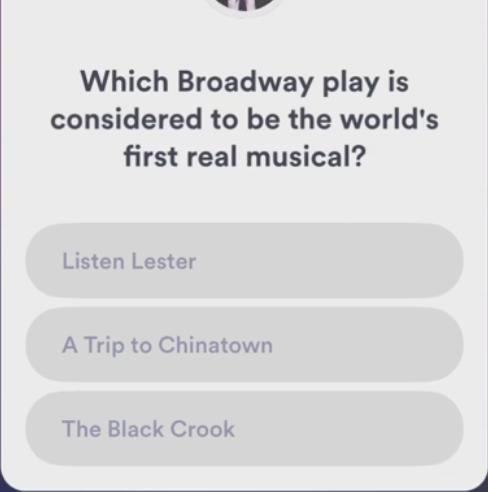 Which Broadway play is
considered to be the world's
first real musical?
Listen Lester
A Trip to Chinatown
The Black Crook